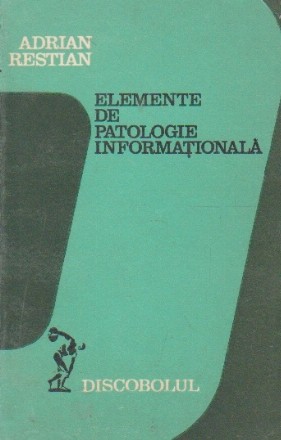 ADRIAN
RESTIAN
ELEMENTE
DE
PATOLOGIE
INFORMAȚIONALĂ
DISCOBOLUL